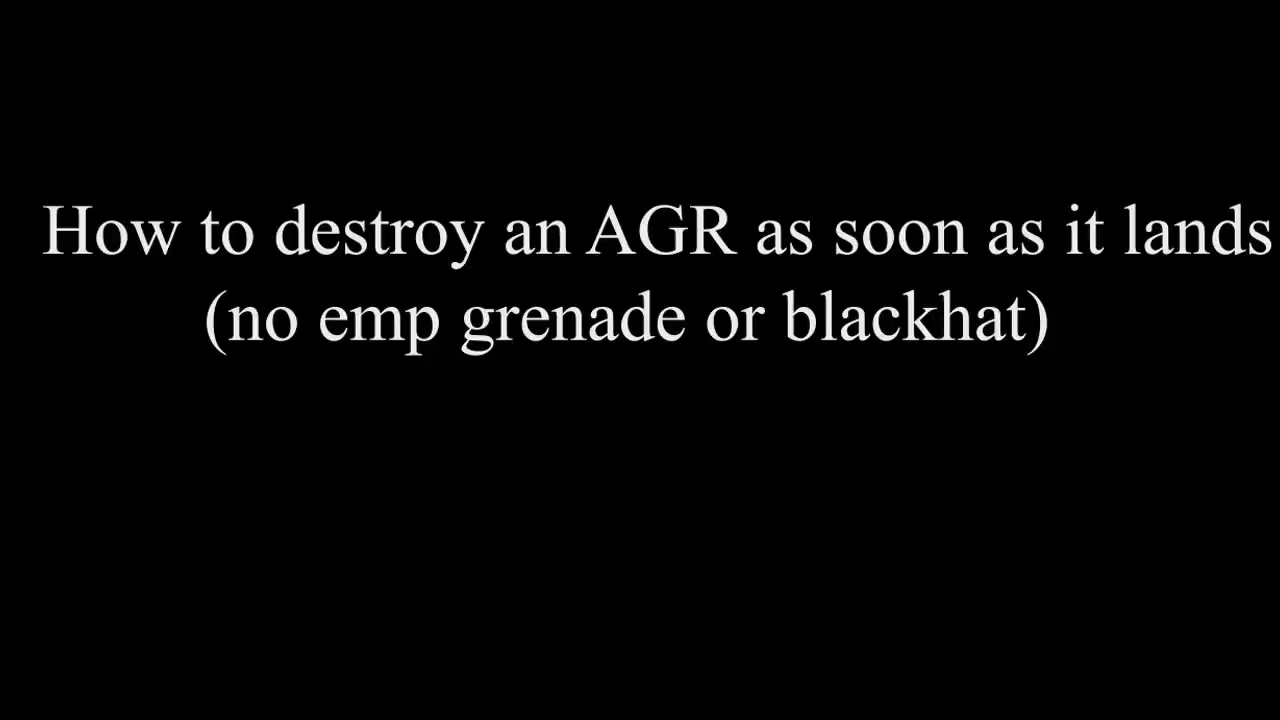 How to destroy an AGR as soon as it lands
(no emp grenade or blackhat)